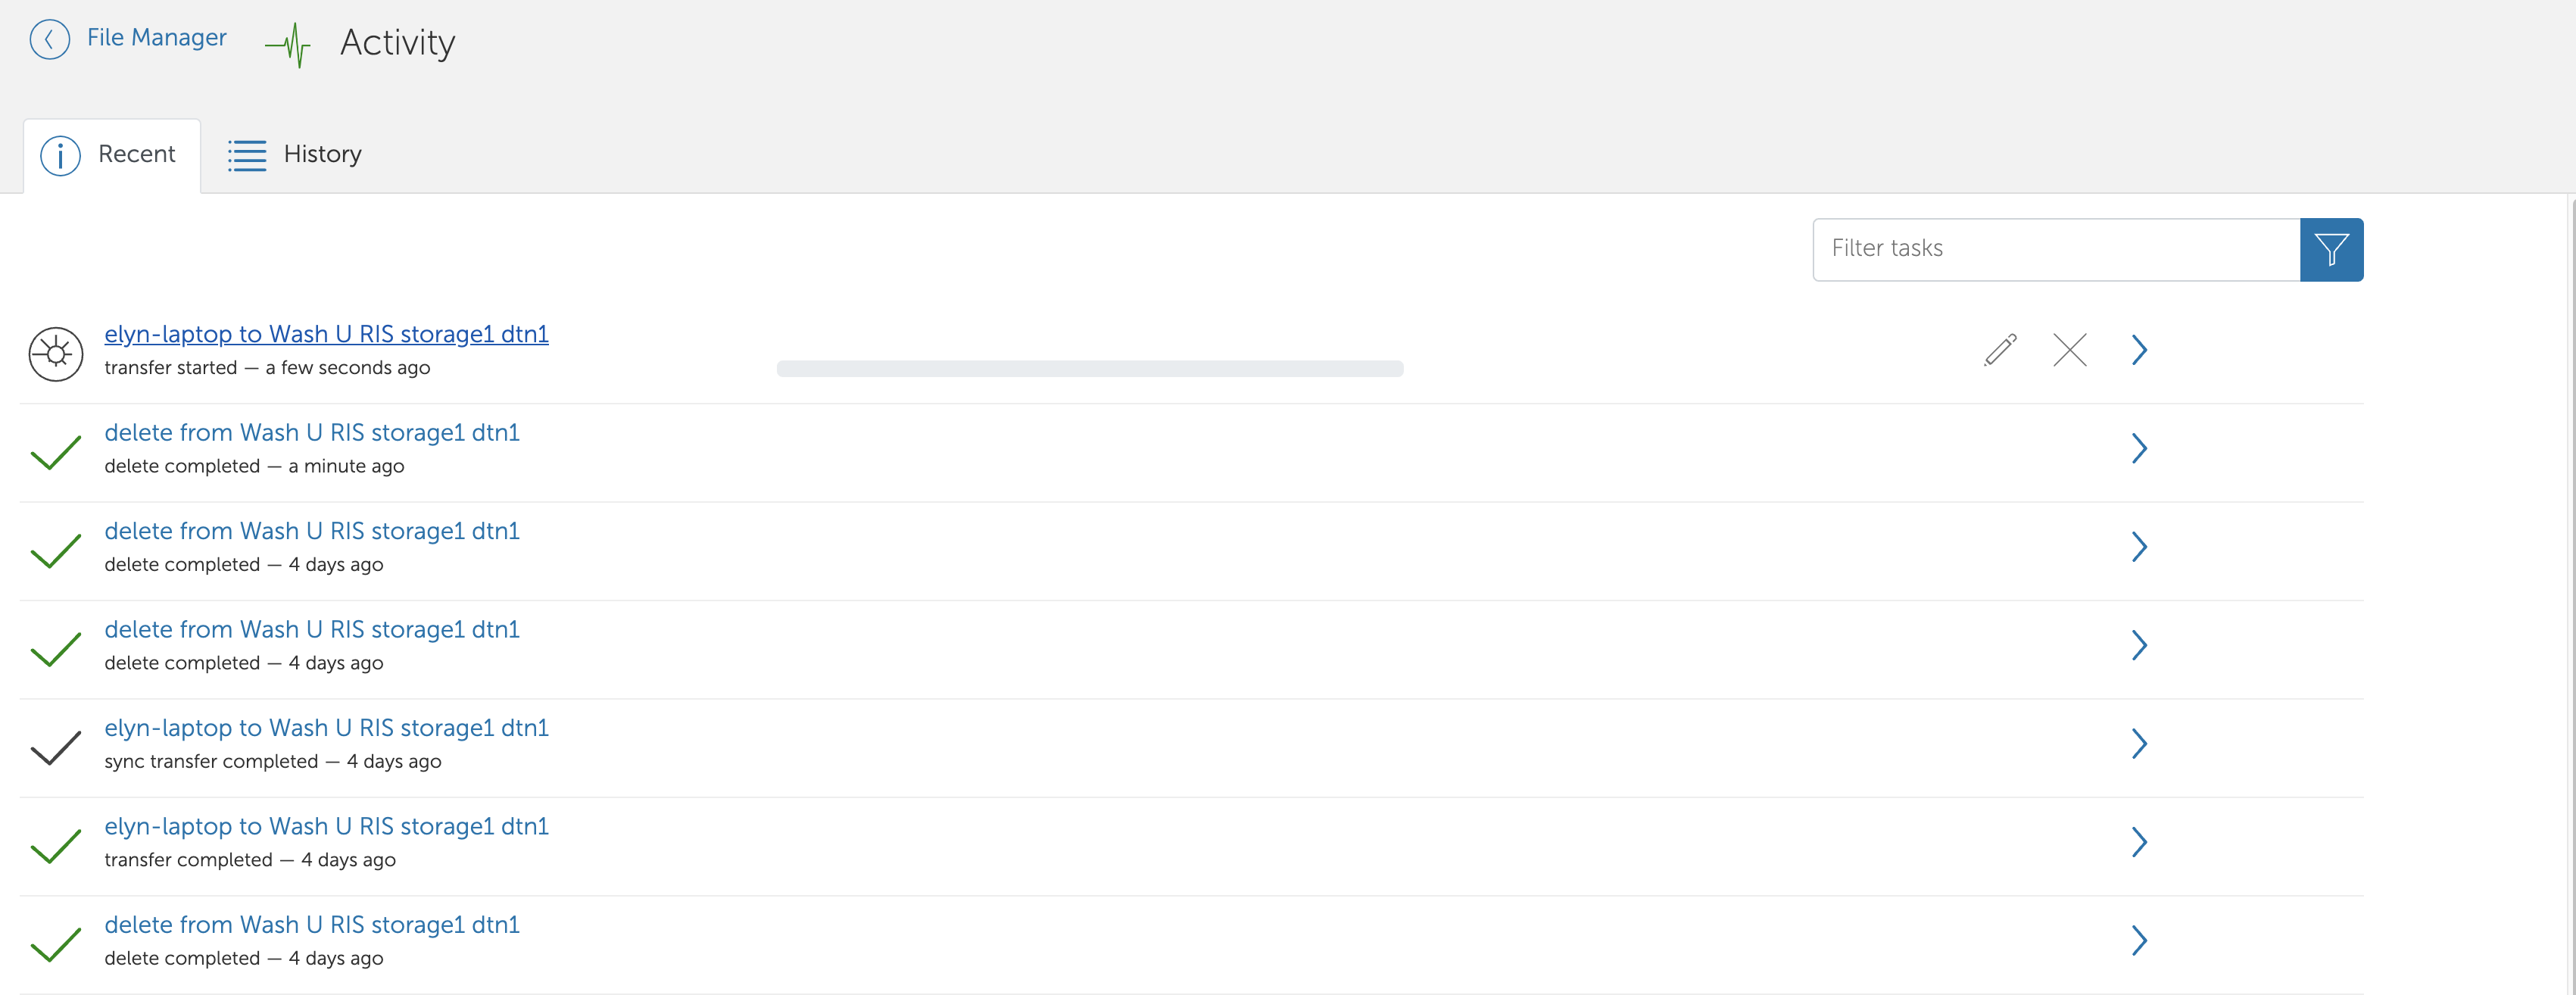 File Manager
Activity
Recent
History
Filter tasks
elyn-laptop to Wash U RIS storage1 dtn1
transfer started — a few seconds ago
delete from Wash U RIS storage1 dtn1
delete completed — a minute ago
delete from Wash U RIS storage1 dtn1
delete completed — 4 days ago
delete from Wash U RIS storage1 dtn1
delete completed — 4 days ago
elyn-laptop to Wash U RIS storage1 dtn1
sync transfer completed — 4 days ago
elyn-laptop to Wash U RIS storage1 dtn1
transfer completed — 4 days ago
delete from Wash U RIS storage1 dtn1
delete completed — 4 days ago